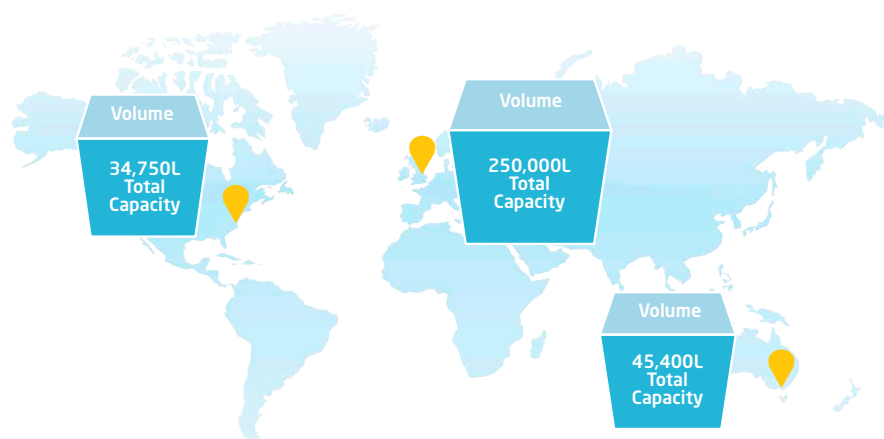 Volume
34,750L
Total
Capacity
Volume
250,000L
Total
Capacity
Volume
45,400L
Total
Capacity